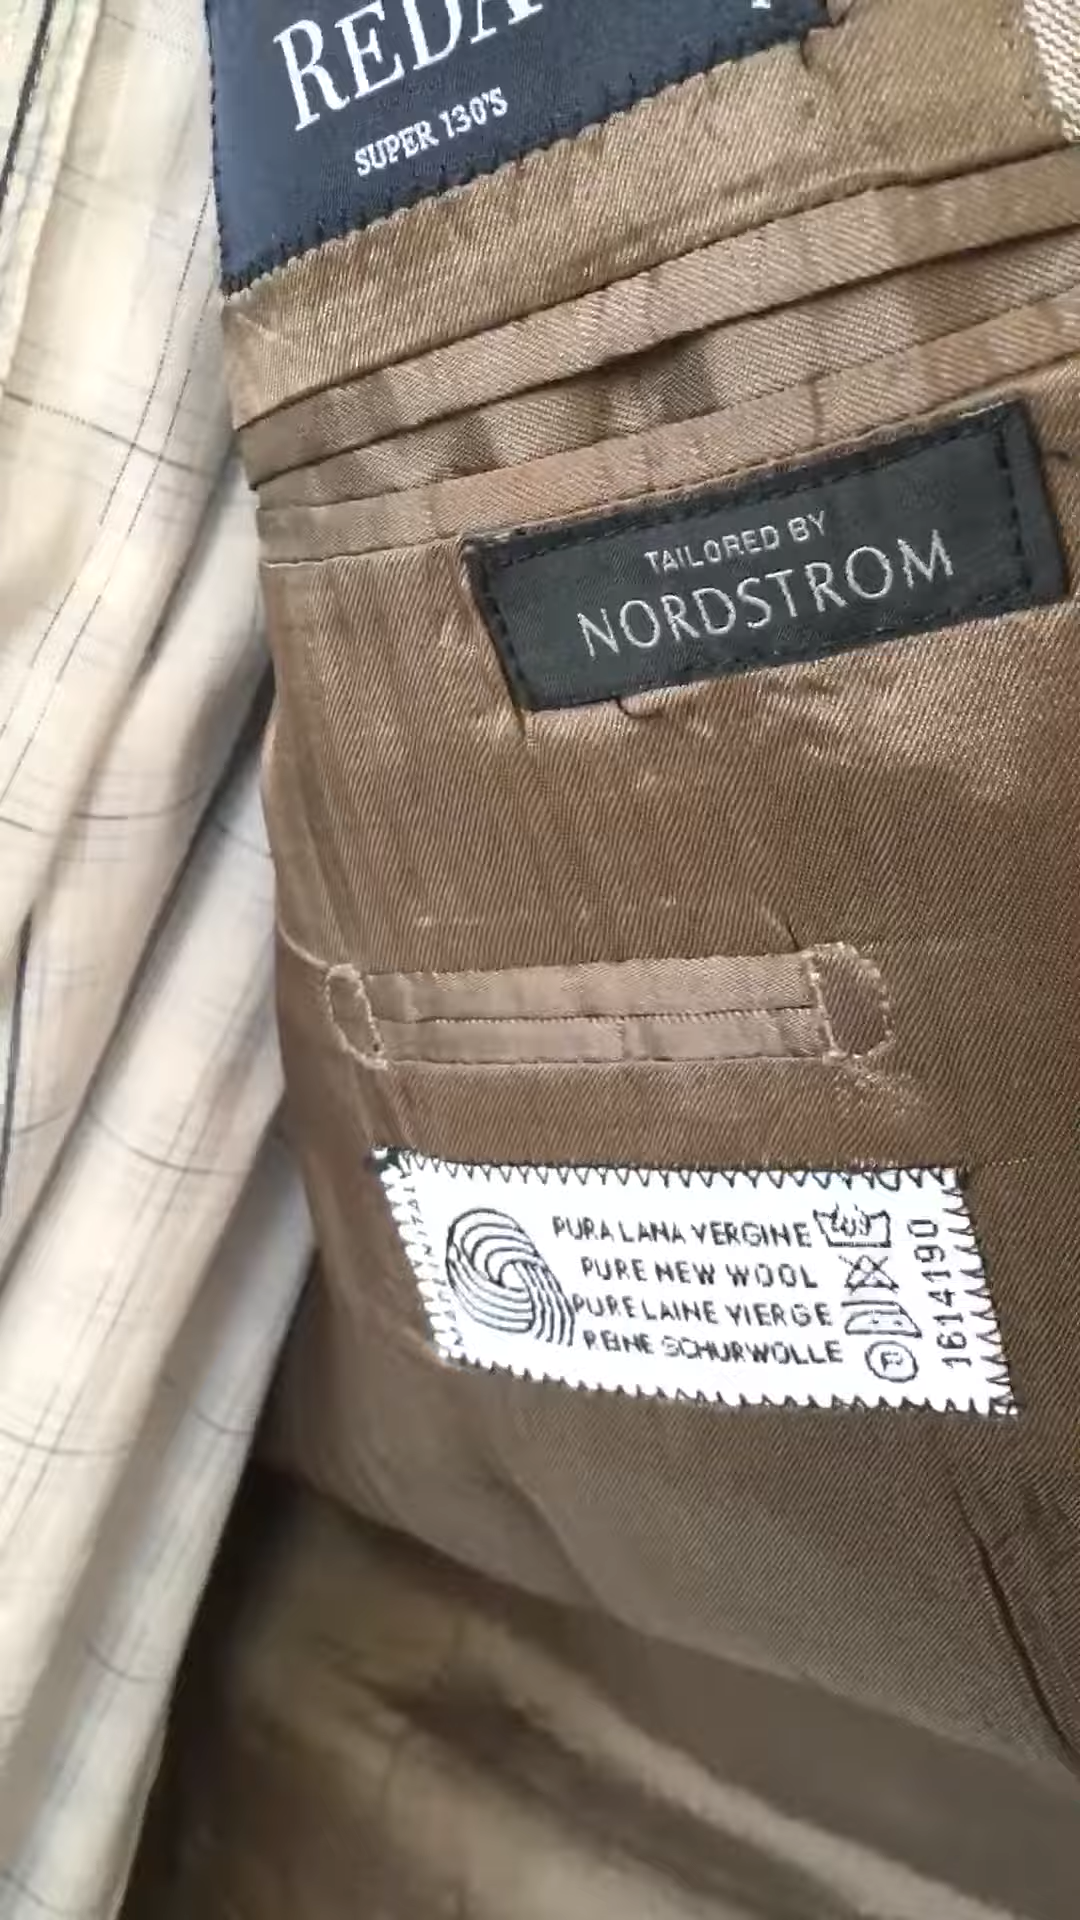 REDA
SUPER 130'S
TAILORED BY
NORDSTROM
PURA LANA VERGINE
PURE NEW WOOL
PURE LAINE VIERGE
REINE SCHURWOLLE
P
1614190